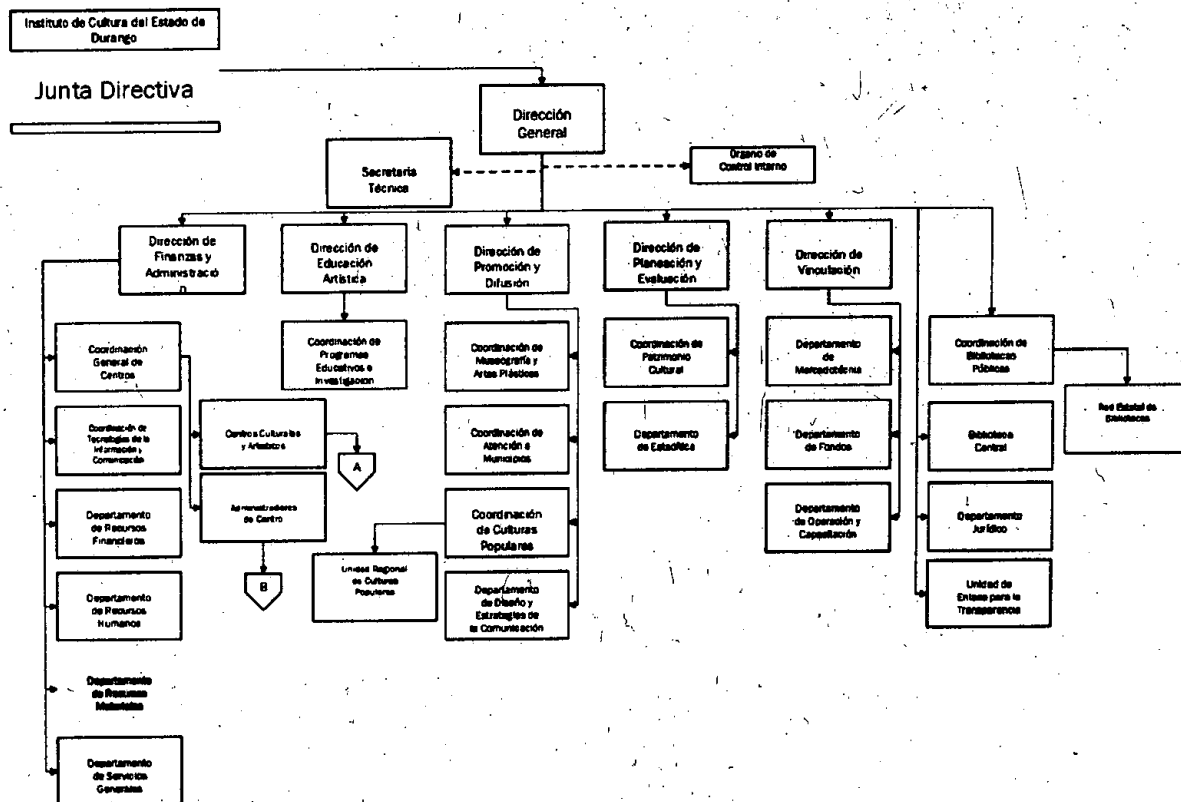 Instituto de Cultura del Estado de
Durango
Junta Directiva
Dirección
General
Secretaría
Técnica
Órgano de
Control Interno
Dirección de
Finanzas y
Administració
n
Dirección de
Educación
Artística
Dirección de
Promoción y
Difusión
Dirección de
Planeación y
Evaluación
Dirección
de Vinculación
Coordinación
General de
Centros
Coordinación de
Programas
Educativos e
Investigación
Coordinación de
Museografía y
Artes Plásticas
Coordinación de
Patrimonio
Cultural
Departamento
de
Mercadotécnia
Coordinación de
Bibliotecas
Públicas
Red Estatal de
Bibliotecas
Coordinación de
Tecnologías de la
Información y
Comunicación
Centros Culturales
y Artísticos
A
Coordinación de
Atención a
Municipios
Departamento
de Estadítica
Departamento
de Fondos
Biblioteca
Central
Departamento
de Recursos
Financieros
Administradores
de Centro
B
Coordinación
de Culturas
Populares
Unidad Regional
de Culturas
Populares
Departamento
de Operación y
Capacitación
Departamento
Jurídico
Departamento
de Recursos
Humanos
Departamento
de Diseño y
Estrategias de
la Comunicación
Unidad de
Enlace para la
Transparencia
Departamento
de Recursos
Materiales
Departamento
de Servicios
Generales